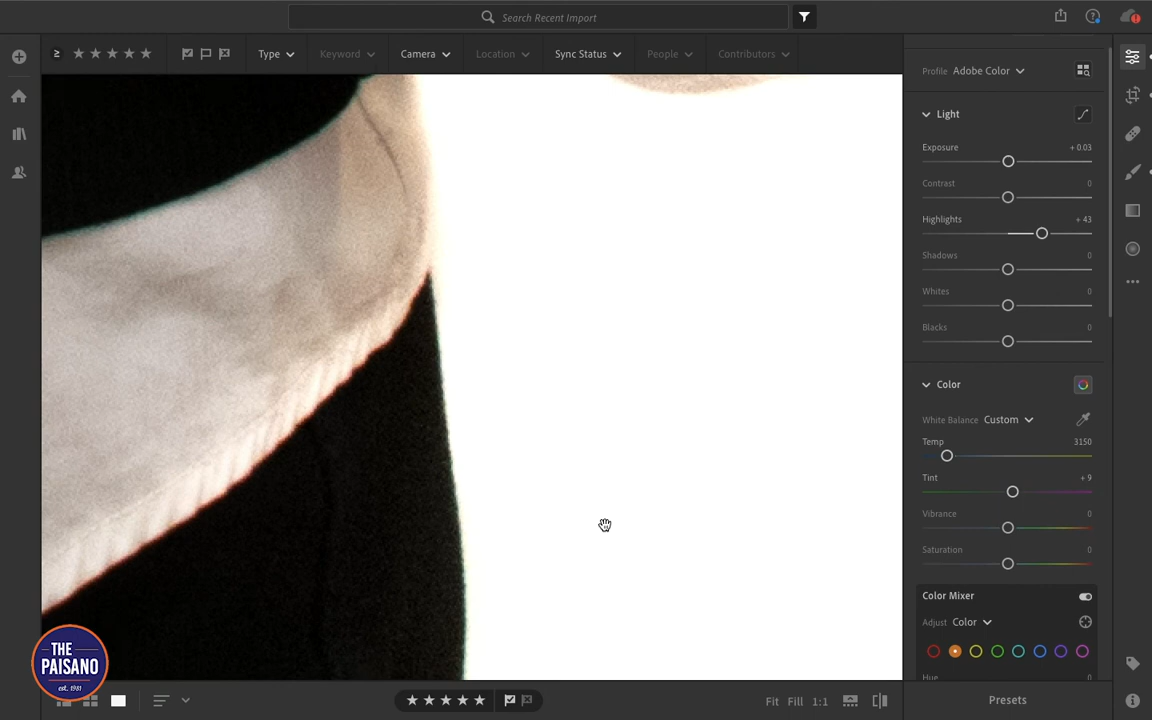 Search Recent Import
≥ Type Keyword Camera Location Sync Status People Contributors
Profile Adobe Color
Light
Exposure + 0.03
Contrast 0
Highlights + 43
Shadows 0
Whites 0
Blacks 0
Color
White Balance Custom
Temp 3150
Tint + 9
Vibrance 0
Saturation 0
Color Mixer
Adjust Color
Hue 0
THE
PAISANO
est. 1981
Fit Fill 1:1
Presets